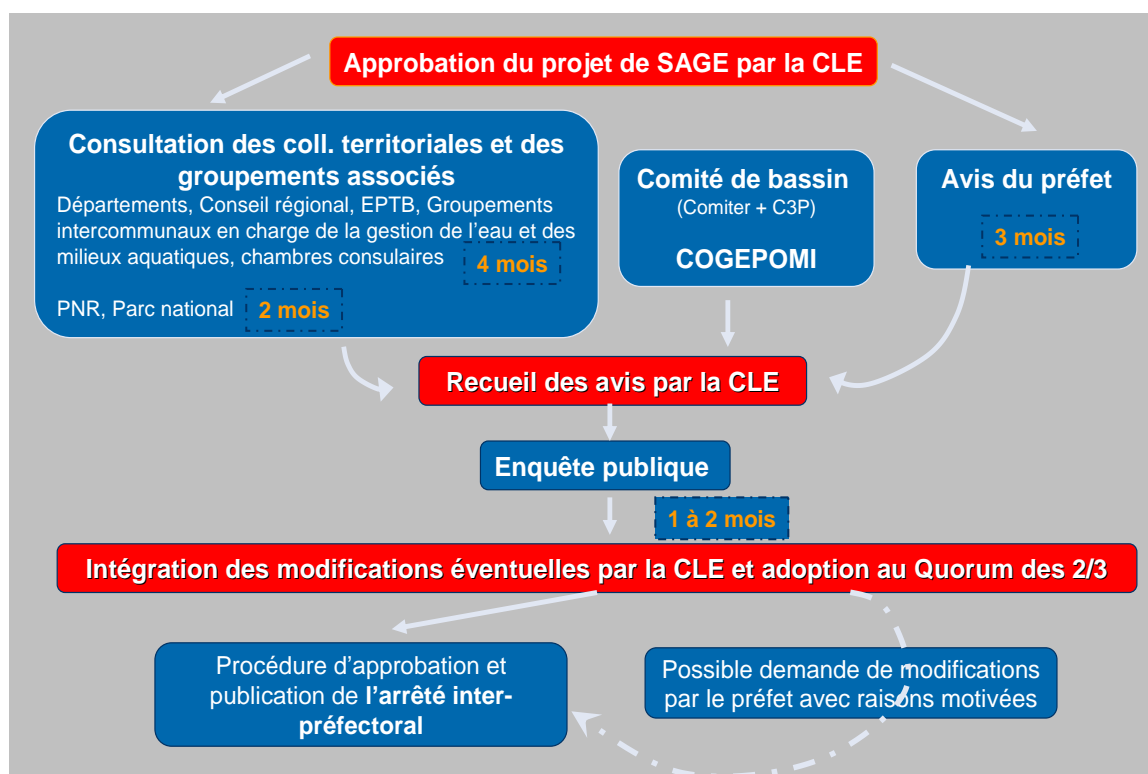 Approbation du projet de SAGE par la CLE
Consultation des coll. territoriales et des
groupements associés
Départements, Conseil régional, EPTB, Groupements
intercommunaux en charge de la gestion de l’eau et des
milieux aquatiques, chambres consulaires
4 mois
PNR, Parc national
2 mois
Comité de bassin
(Comiter + C3P)
COGEPOMI
Avis du préfet
3 mois
Recueil des avis par la CLE
Enquête publique
1 à 2 mois
Intégration des modifications éventuelles par la CLE et adoption au Quorum des 2/3
Procédure d’approbation et
publication de l’arrêté inter-
préfectoral
Possible demande de modifications
par le préfet avec raisons motivées